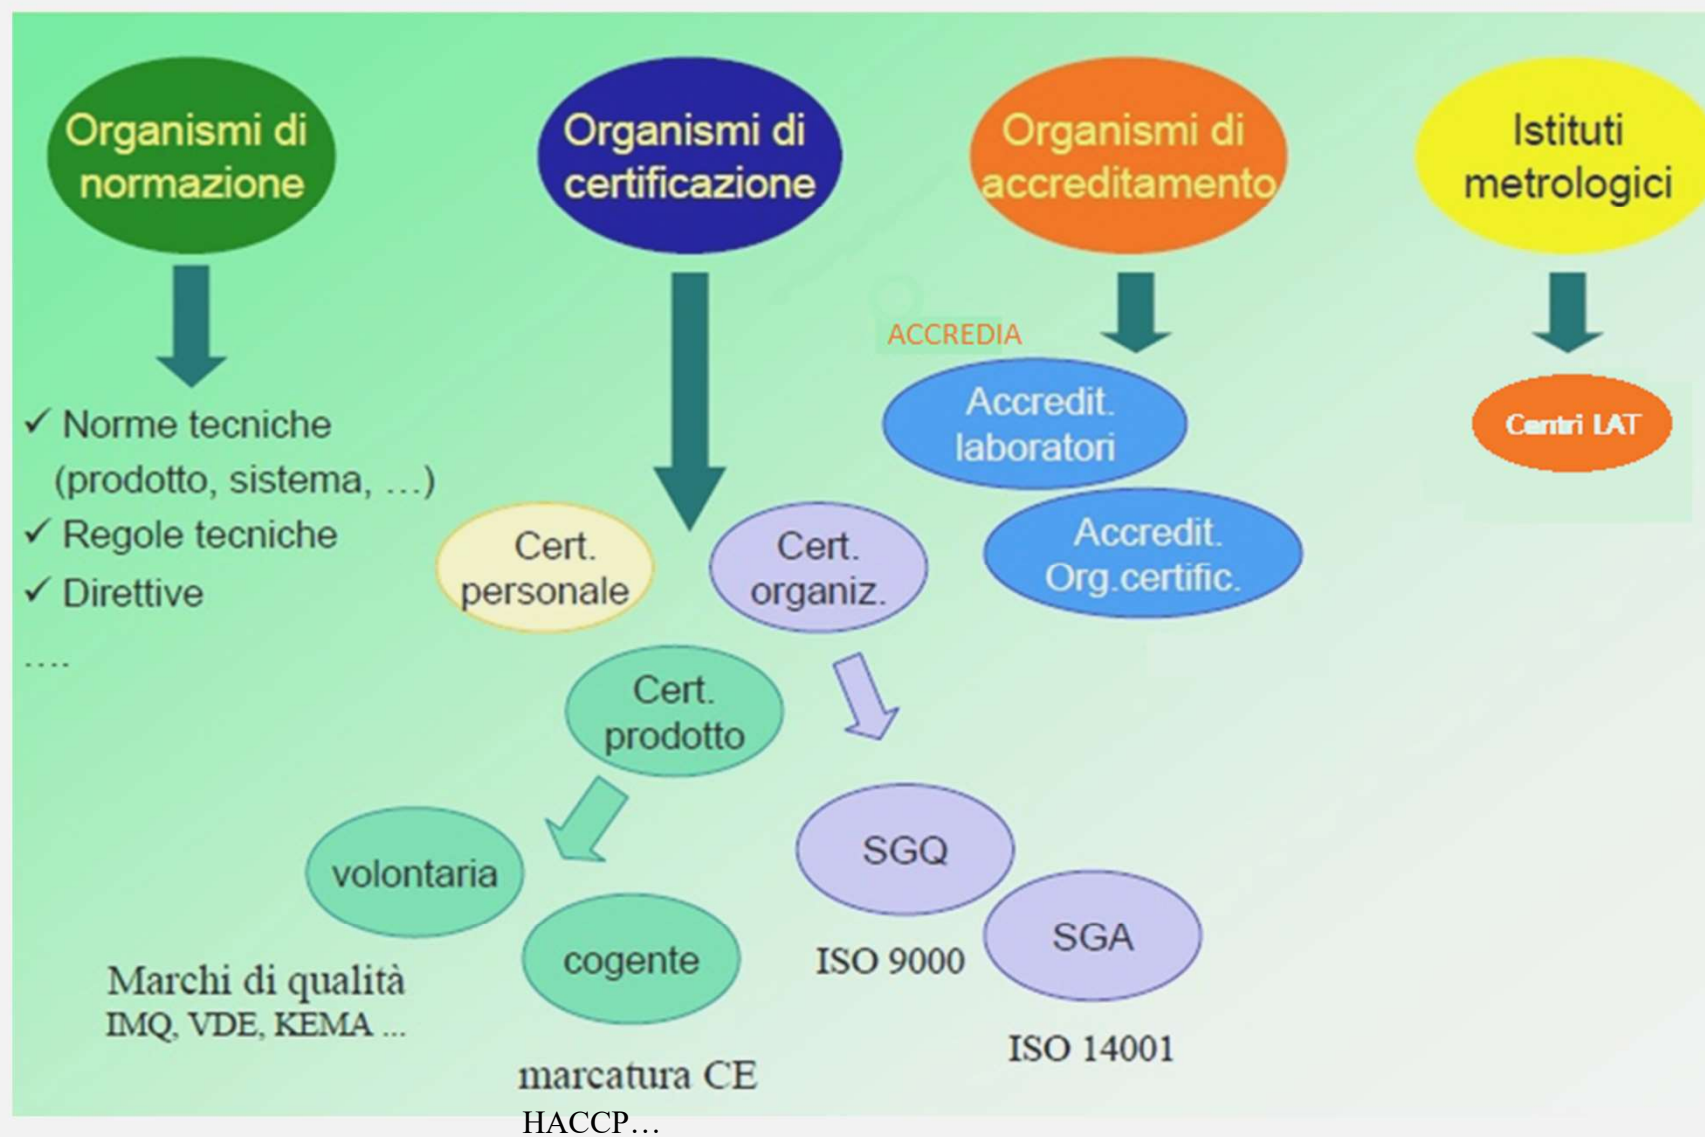 Organismi di
normazione
Organismi di
certificazione
Organismi di
accreditamento
Istituti
metrologici
✓ Norme tecniche
(prodotto, sistema, ...)
✓ Regole tecniche
✓ Direttive
....
ACCREDIA
Accredit.
laboratori
Accredit.
Org.certific.
Centri LAT
Cert.
personale
Cert.
organiz.
Cert.
prodotto
volontaria
cogente
Marchi di qualità
IMQ, VDE, KEMA ...
marcatura CE
HACCP…
SGQ
ISO 9000
SGA
ISO 14001